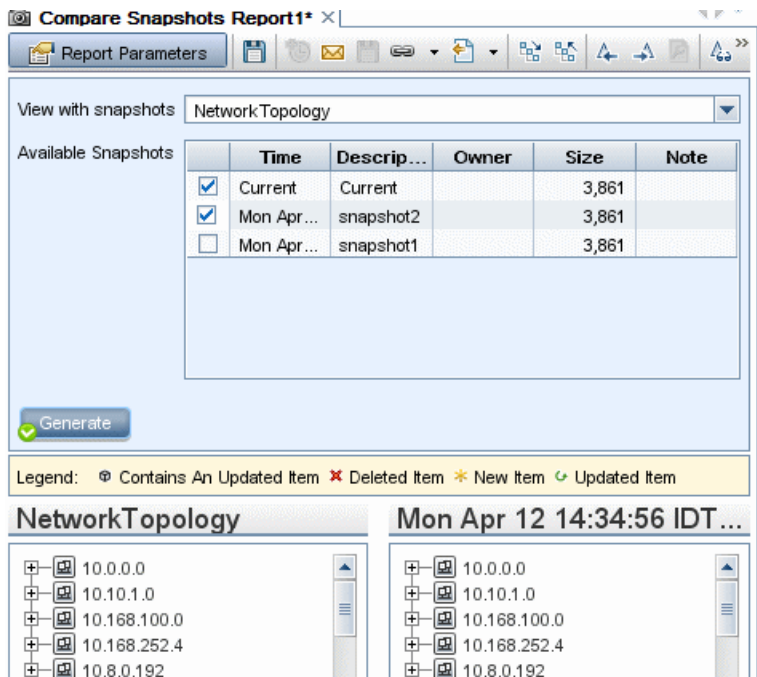 Compare Snapshots Report1*
Report Parameters
View with snapshots NetworkTopology
Available Snapshots Time Descrip... Owner Size Note
Current Current 3,861
Mon Apr... snapshot2 3,861
Mon Apr... snapshot1 3,861
Generate
Legend: Contains An Updated Item Deleted Item New Item Updated Item
NetworkTopology Mon Apr 12 14:34:56 IDT...
10.0.0.0 10.0.0.0
10.10.1.0 10.10.1.0
10.168.100.0 10.168.100.0
10.168.252.4 10.168.252.4
10.8.0.192 10.8.0.192